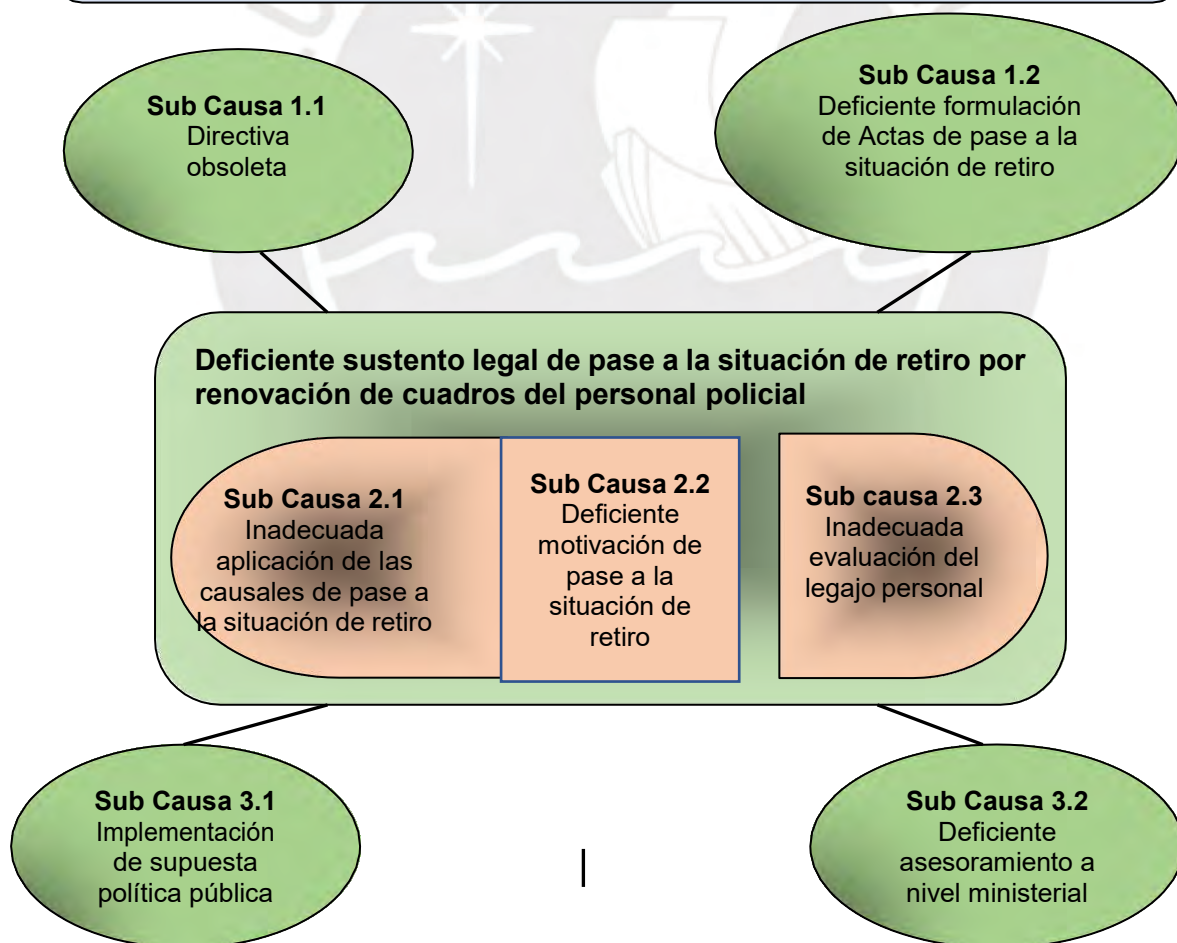 Sub Causa 1.1
Directiva
obsoleta
Sub Causa 1.2
Deficiente formulación
de Actas de pase a la
situación de retiro
Deficiente sustento legal de pase a la situación de retiro por
renovación de cuadros del personal policial
Sub Causa 2.1
Inadecuada
aplicación de las
causales de pase a
la situación de retiro
Sub Causa 2.2
Deficiente
motivación de
pase a la
situación de
retiro
Sub causa 2.3
Inadecuada
evaluación del
legajo personal
Sub Causa 3.1
Implementación
de supuesta
política pública
Sub Causa 3.2
Deficiente
asesoramiento a
nivel ministerial